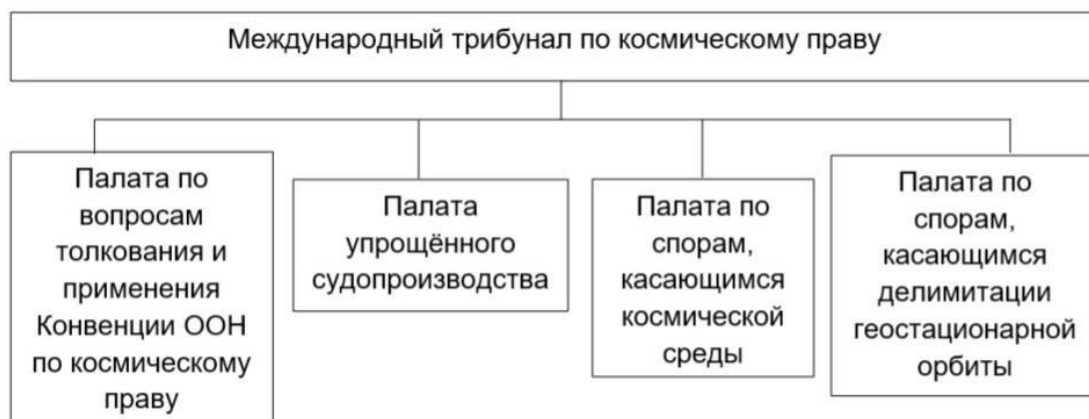 Международный трибунал по космическому праву
Палата по
вопросам
толкования и
применения
Конвенции ООН
по космическому
праву
Палата
упрощённого
судопроизводства
Палата по
спорам,
касающимся
космической
среды
Палата по
спорам,
касающимся
делимитации
геостационарной
орбиты